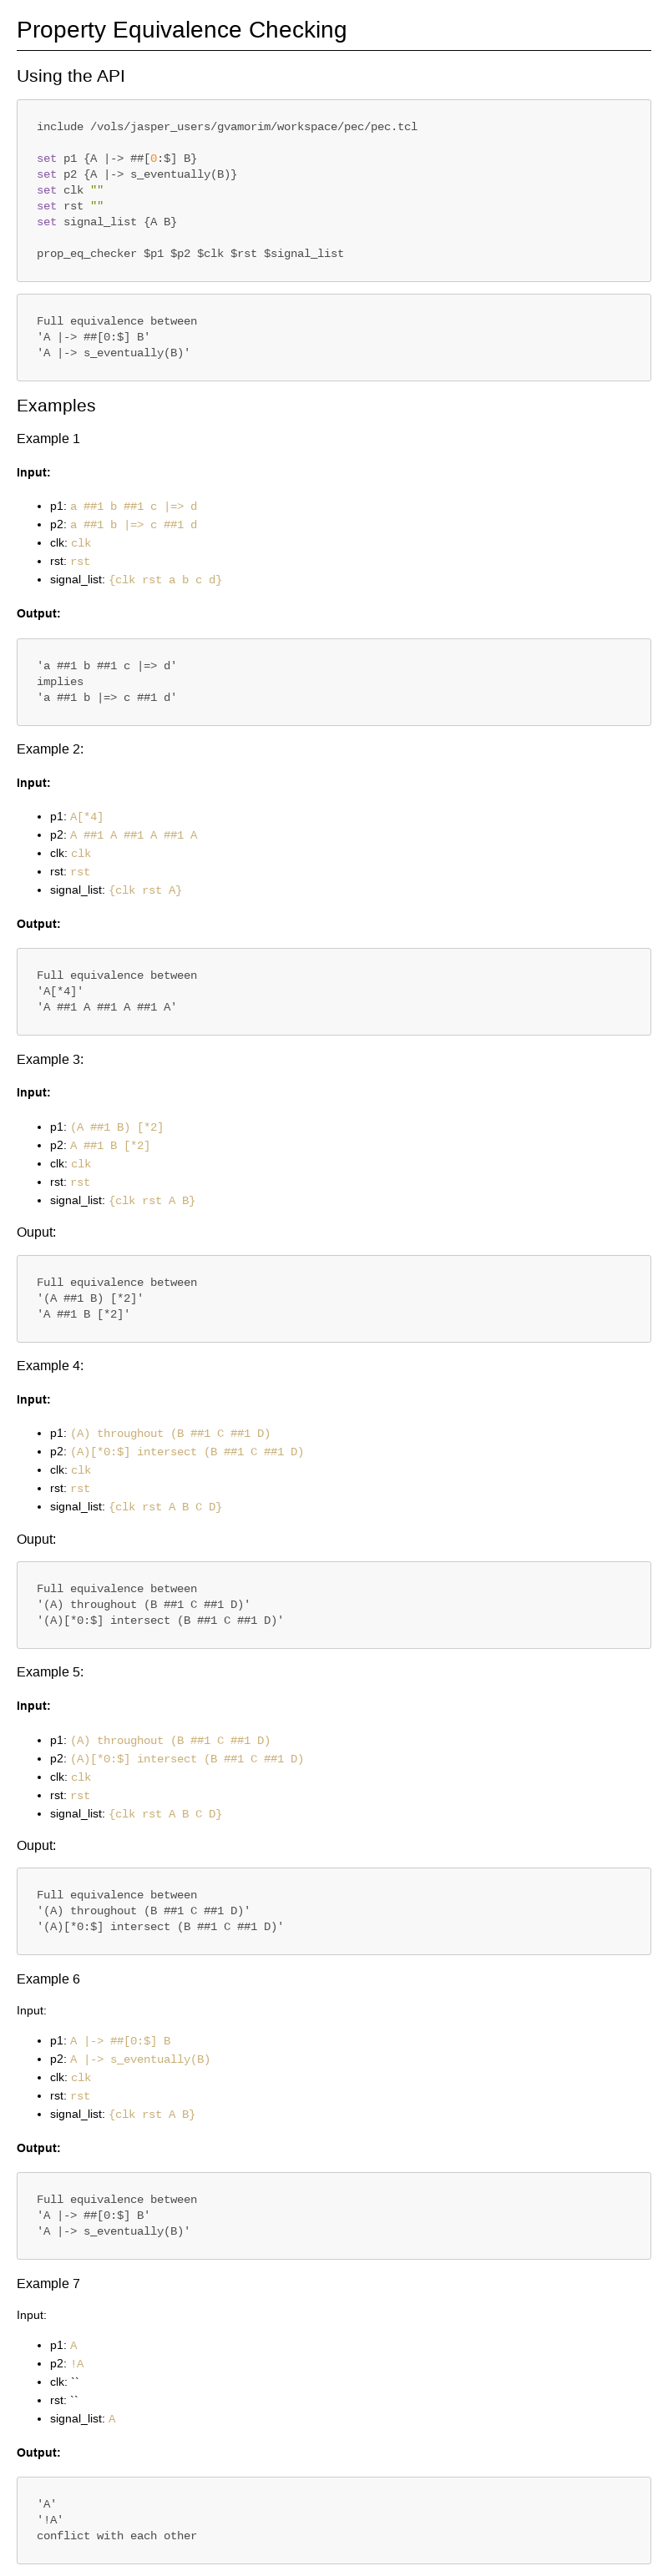 Property Equivalence Checking
Using the API
include /vols/jasper_users/gvamorim/workspace/pec/pec.tcl
set p1 {A |-> ##[0:$] B}
set p2 {A |-> s_eventually(B)}
set clk ""
set rst ""
set signal_list {A B}
prop_eq_checker $p1 $p2 $clk $rst $signal_list
Full equivalence between
'A |-> ##[0:$] B'
'A |-> s_eventually(B)'
Examples
Example 1
Input:
• p1: a ##1 b ##1 c |=> d
• p2: a ##1 b |=> c ##1 d
• clk: clk
• rst: rst
• signal_list: {clk rst a b c d}
Output:
'a ##1 b ##1 c |=> d'
implies
'a ##1 b |=> c ##1 d'
Example 2:
Input:
• p1: A[*4]
• p2: A ##1 A ##1 A ##1 A
• clk: clk
• rst: rst
• signal_list: {clk rst A}
Output:
Full equivalence between
'A[*4]'
'A ##1 A ##1 A ##1 A'
Example 3:
Input:
• p1: (A ##1 B) [*2]
• p2: A ##1 B [*2]
• clk: clk
• rst: rst
• signal_list: {clk rst A B}
Ouput:
Full equivalence between
'(A ##1 B) [*2]'
'A ##1 B [*2]'
Example 4:
Input:
• p1: (A) throughout (B ##1 C ##1 D)
• p2: (A)[*0:$] intersect (B ##1 C ##1 D)
• clk: clk
• rst: rst
• signal_list: {clk rst A B C D}
Ouput:
Full equivalence between
'(A) throughout (B ##1 C ##1 D)'
'(A)[*0:$] intersect (B ##1 C ##1 D)'
Example 5:
Input:
• p1: (A) throughout (B ##1 C ##1 D)
• p2: (A)[*0:$] intersect (B ##1 C ##1 D)
• clk: clk
• rst: rst
• signal_list: {clk rst A B C D}
Ouput:
Full equivalence between
'(A) throughout (B ##1 C ##1 D)'
'(A)[*0:$] intersect (B ##1 C ##1 D)'
Example 6
Input:
• p1: A |-> ##[0:$] B
• p2: A |-> s_eventually(B)
• clk: clk
• rst: rst
• signal_list: {clk rst A B}
Output:
Full equivalence between
'A |-> ##[0:$] B'
'A |-> s_eventually(B)'
Example 7
Input:
• p1: A
• p2: !A
• clk: ``
• rst: ``
• signal_list: A
Output:
'A'
'!A'
conflict with each other